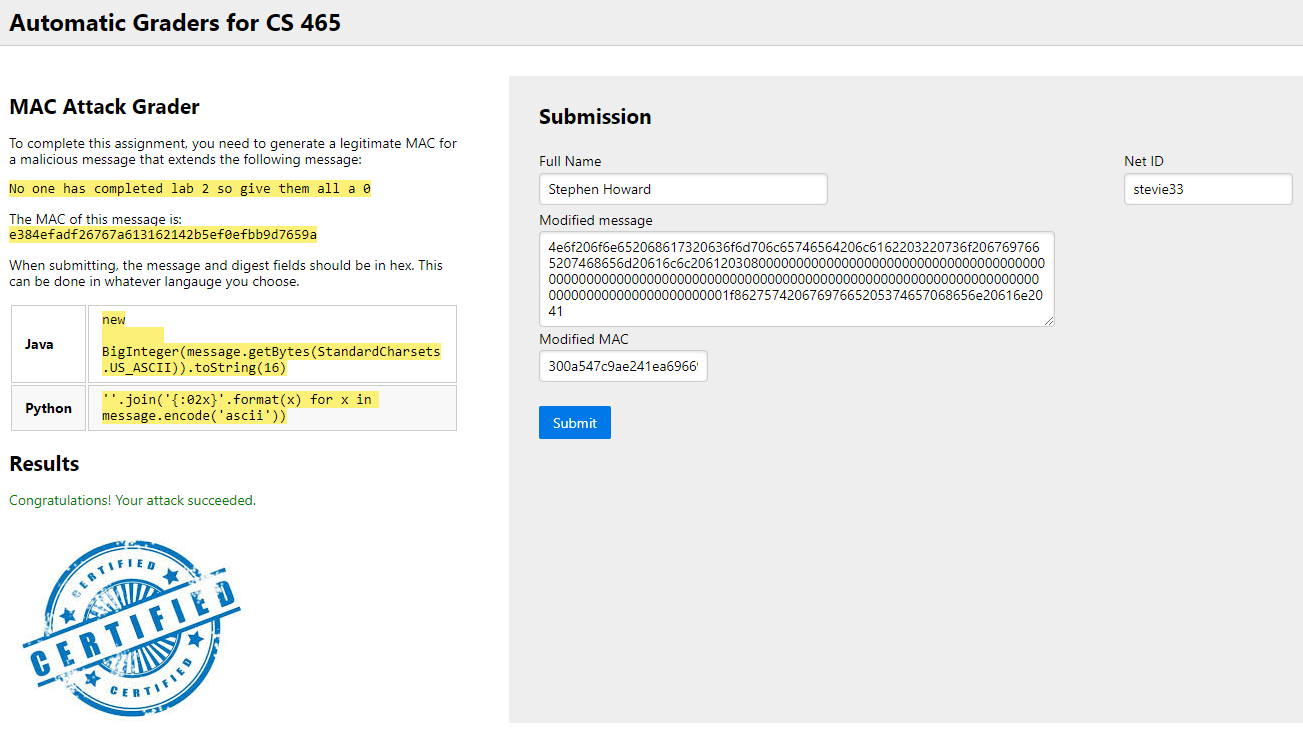 Automatic Graders for CS 465
MAC Attack Grader
To complete this assignment, you need to generate a legitimate MAC for
a malicious message that extends the following message:
No one has completed lab 2 so give them all a 0
The MAC of this message is:
e384efadf26767a613162142b5ef0efbb9d7659a
When submitting, the message and digest fields should be in hex. This
can be done in whatever langauge you choose.
Java
new
BigInteger(message.getBytes(StandardCharsets
.US_ASCII)).toString(16)
Python
''.join('{:02x}'.format(x) for x in
message.encode('ascii'))
Results
Congratulations! Your attack succeeded.
CERTIFIED
CERTIFIED
CERTIFIED
Submission
Full Name
Stephen Howard
Net ID
stevie33
Modified message
4e6f206f6e652068617320636f6d706c65746564206c6162203220736f2067697665
207468656d20616c6c20612030800000000000000000000000000000000000000000
00000000000000000000000000000000000000000000000000000000000000000000
000000000000000000000001f86275742067697665205374657068656e20616e20
41
Modified MAC
300a547c9ae241ea6966
Submit